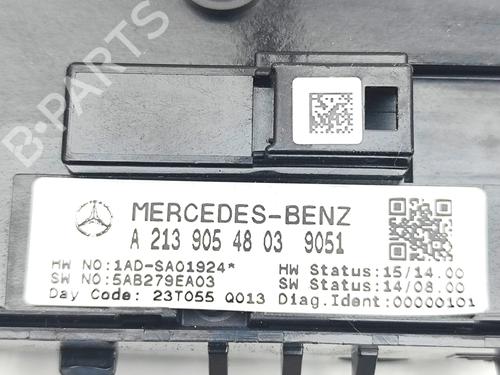 B-PARTS
MERCEDES-BENZ
A 213 905 48 03 9051
HW NO:1AD-SA01924* HW Status:15/14.00
SW NO:5AB279EA03 SW Status:14/08.00
Day Code: 23T055 Q013 Diag.Ident:00000101